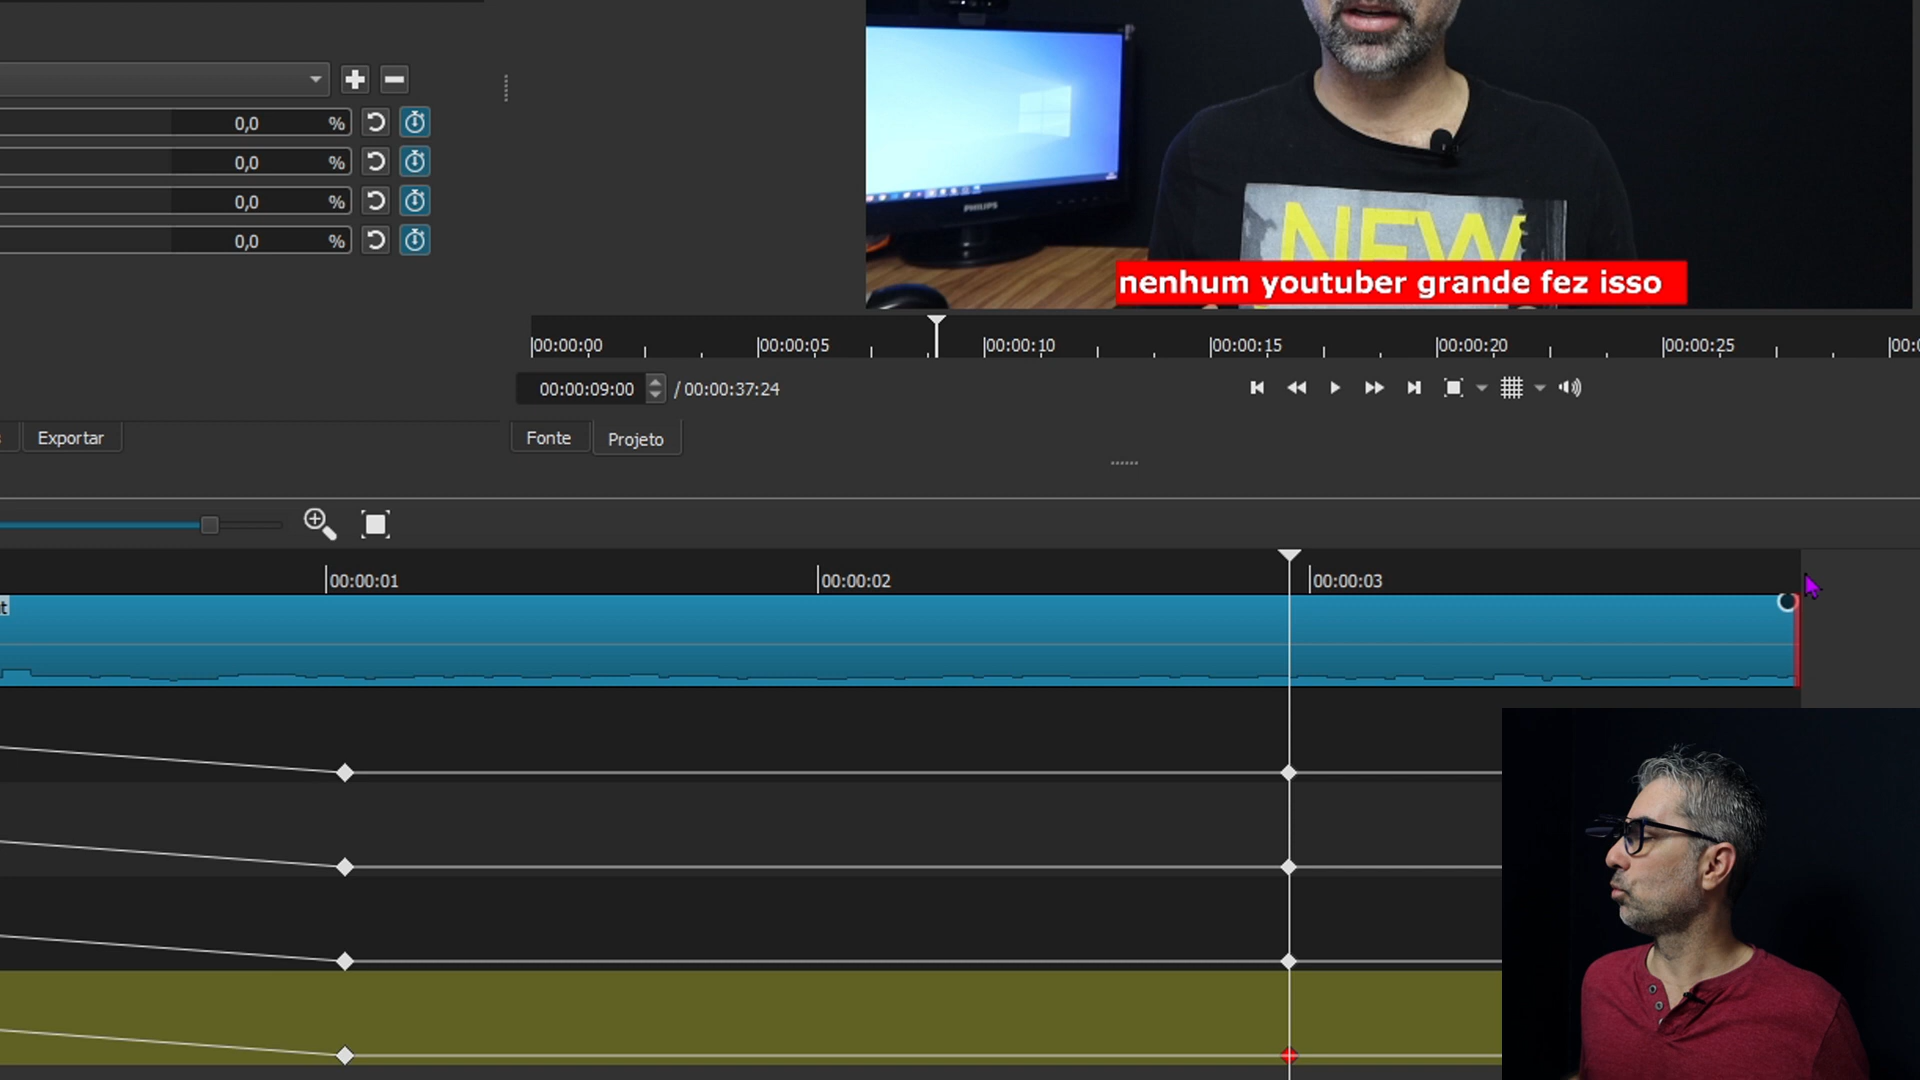 0,0 %
0,0 %
0,0 %
0,0 %
PHILIPS
NEW
nenhum youtuber grande fez isso
00:00:00
00:00:05
00:00:10
00:00:15
00:00:20
00:00:25
00:00:09:00 / 00:00:37:24
Exportar
Fonte
Projeto
00:00:01
00:00:02
00:00:03